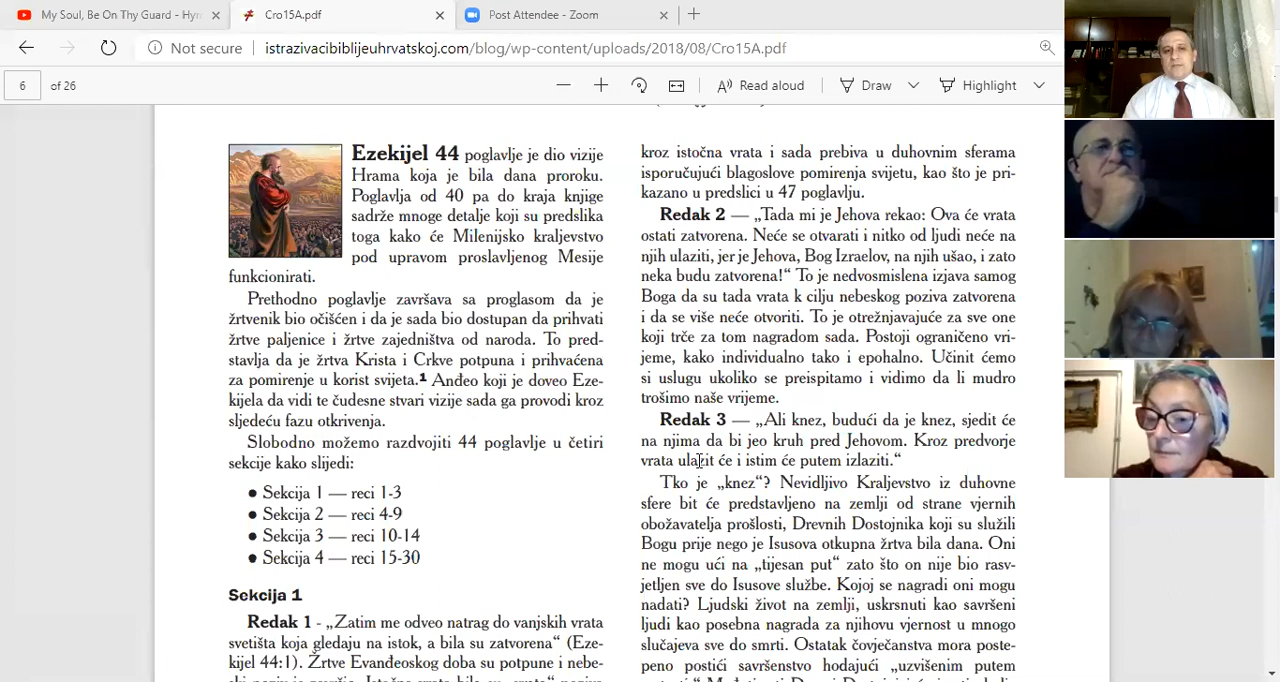 My Soul, Be On Thy Guard - Hyn
Cro15A.pdf
Post Attendee - Zoom
Not secure
istrazivacibiblijeuhrvatskoj.com/blog/wp-content/uploads/2018/08/Cro15A.pdf
6
of 26
Read aloud
Draw
Highlight
Ezekijel 44 poglavlje je dio vizije
Hrama koja je bila dana proroku.
Poglavlja od 40 pa do kraja knjige
sadrže mnoge detalje koji su predslika
toga kako će Milenijsko kraljevstvo
pod upravom proslavljenog Mesije
funkcionirati.
Prethodno poglavlje završava sa proglasom da je
žrtvenik bio očišćen i da je sada bio dostupan da prihvati
žrtve paljenice i žrtve zajedništva od naroda. To pred-
stavlja da je žrtva Krista i Crkve potpuna i prihvaćena
za pomirenje u korist svijeta.¹ Anđeo koji je doveo Eze-
kijela da vidi te čudesne stvari vizije sada ga provodi kroz
sljedeću fazu otkrivenja.
Slobodno možemo razdvojiti 44 poglavlje u četiri
sekcije kako slijedi:
● Sekcija 1 — reci 1-3
● Sekcija 2 — reci 4-9
● Sekcija 3 — reci 10-14
● Sekcija 4 — reci 15-30
Sekcija 1
Redak 1 - „Zatim me odveo natrag do vanjskih vrata
svetišta koja gledaju na istok, a bila su zatvorena“ (Eze-
kijel 44:1). Žrtve Evanđeoskog doba su potpune i nebe-
kroz istočna vrata i sada prebiva u duhovnim sferama
isporučujući blagoslove pomirenja svijetu, kao što je pri-
kazano u predslici u 47 poglavlju.
Redak 2 — „Tada mi je Jehova rekao: Ova će vrata
ostati zatvorena. Neće se otvarati i nitko od ljudi neće na
njih ulaziti, jer je Jehova, Bog Izraelov, na njih ušao, i zato
neka budu zatvorena!“ To je nedvosmislena izjava samog
Boga da su tada vrata k cilju nebeskog poziva zatvorena
i da se više neće otvoriti. To je otrežnjavajuće za sve one
koji trče za tom nagradom sada. Postoji ograničeno vri-
jeme, kako individualno tako i epohalno. Učinit ćemo
si uslugu ukoliko se preispitamo i vidimo da li mudro
trošimo naše vrijeme.
Redak 3 — „Ali knez, budući da je knez, sjedit će
na njima da bi jeo kruh pred Jehovom. Kroz predvorje
vrata ulazit će i istim će putem izlaziti.“
Tko je „knez“? Nevidljivo Kraljevstvo iz duhovne
sfere bit će predstavljeno na zemlji od strane vjernih
obožavatelja prošlosti, Drevnih Dostojnika koji su služili
Bogu prije nego je Isusova otkupna žrtva bila dana. Oni
ne mogu ući na „tijesan put“ zato što on nije bio rasv-
jetljen sve do Isusove službe. Kojoj se nagradi oni mogu
nadati? Ljudski život na zemlji, uskrsnuti kao savršeni
ljudi kao posebna nagrada za njihovu vjernost u mnogo
slučajeva sve do smrti. Ostatak čovječanstva mora poste-
peno postići savršenstvo hodajući „uzvišenim putem